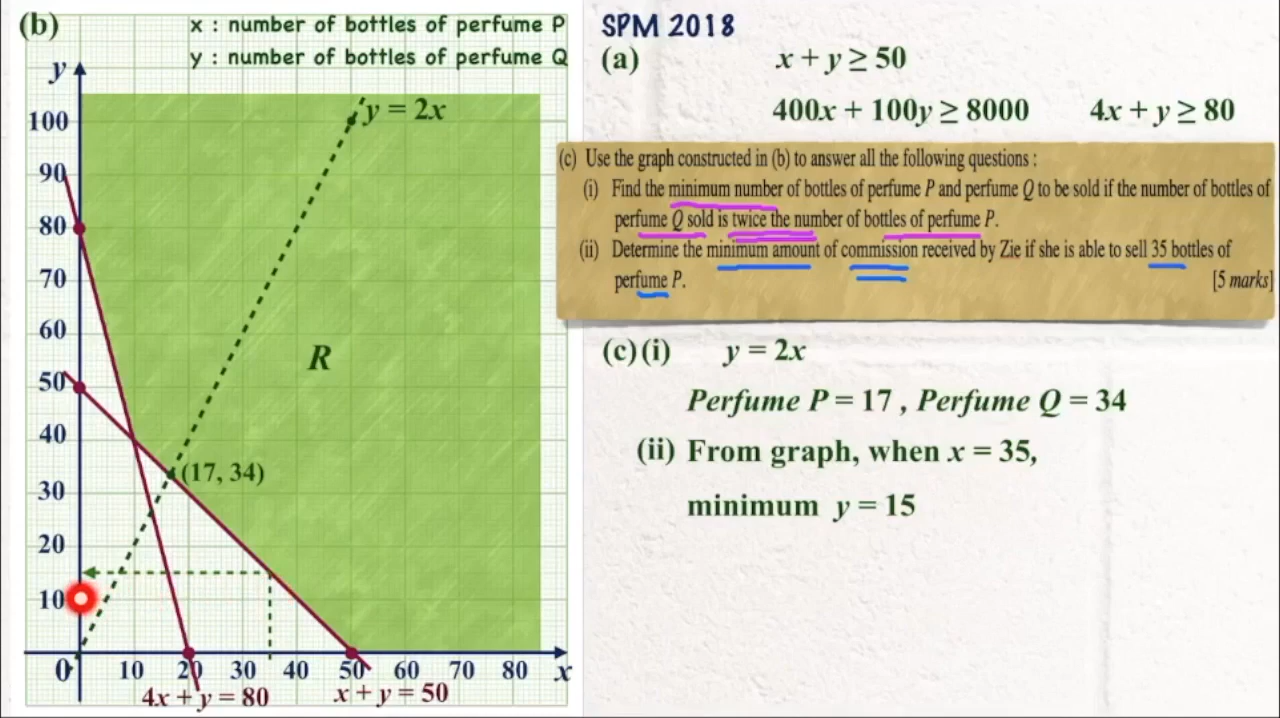 (b)
x : number of bottles of perfume P
y : number of bottles of perfume Q
y
100
90
80
70
60
50
40
30
20
10
0
10 20 30 40 50 60 70 80 x
y = 2x
R
(17, 34)
4x + y = 80
x + y = 50
SPM 2018
(a) x + y ≥ 50
400x + 100y ≥ 8000 4x + y ≥ 80
(c) Use the graph constructed in (b) to answer all the following questions :
(i) Find the minimum number of bottles of perfume P and perfume Q to be sold if the number of bottles of
perfume Q sold is twice the number of bottles of perfume P.
(ii) Determine the minimum amount of commission received by Zie if she is able to sell 35 bottles of
perfume P. [5 marks]
(c) (i) y = 2x
Perfume P = 17 , Perfume Q = 34
(ii) From graph, when x = 35,
minimum y = 15